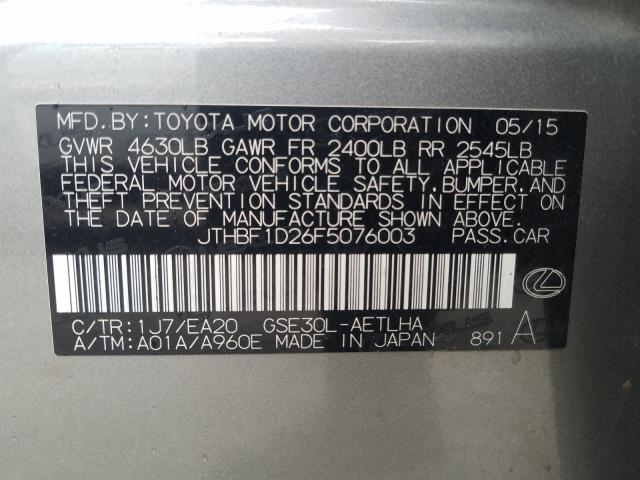 MFD.BY:TOYOTA MOTOR CORPORATION 05/15
GVWR 4630LB GAWR FR 2400LB RR 2545LB
THIS VEHICLE CONFORMS TO ALL APPLICABLE
FEDERAL MOTOR VEHICLE SAFETY,BUMPER,AND
THEFT PREVENTION STANDARDS IN EFFECT ON
THE DATE OF MANUFACTURE SHOWN ABOVE.
JTHBF1D26F5076003 PASS.CAR
C/TR:1J7/EA20 GSE30L-AETLHA
A/TM:A01A/A960E MADE IN JAPAN 891 A